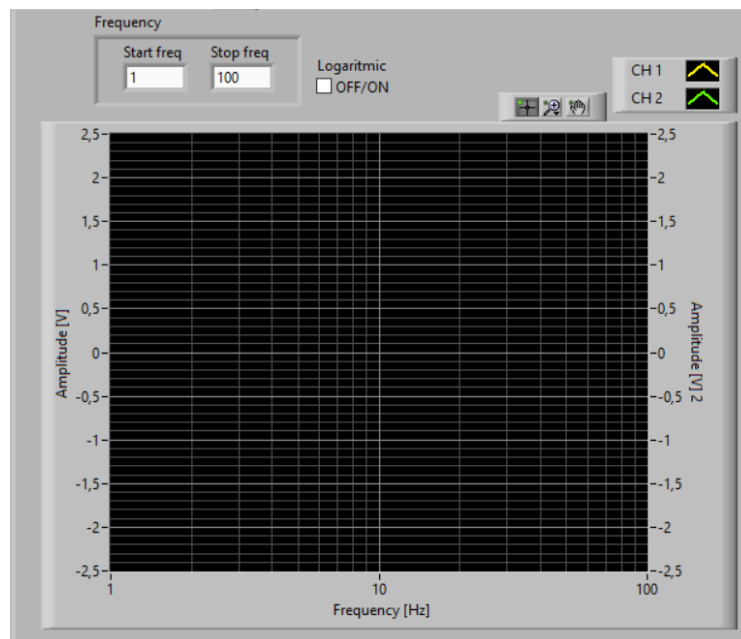 Frequency
Start freq Stop freq
1 100
Logaritmic
OFF/ON
CH 1
CH 2
2,5 2,5
2 2
1,5 1,5
1 1
0,5 0,5
0 0
-0,5 -0,5
-1 -1
-1,5 -1,5
-2 -2
-2,5 -2,5
Amplitude [V]
Amplitude [V] 2
1 10 100
Frequency [Hz]